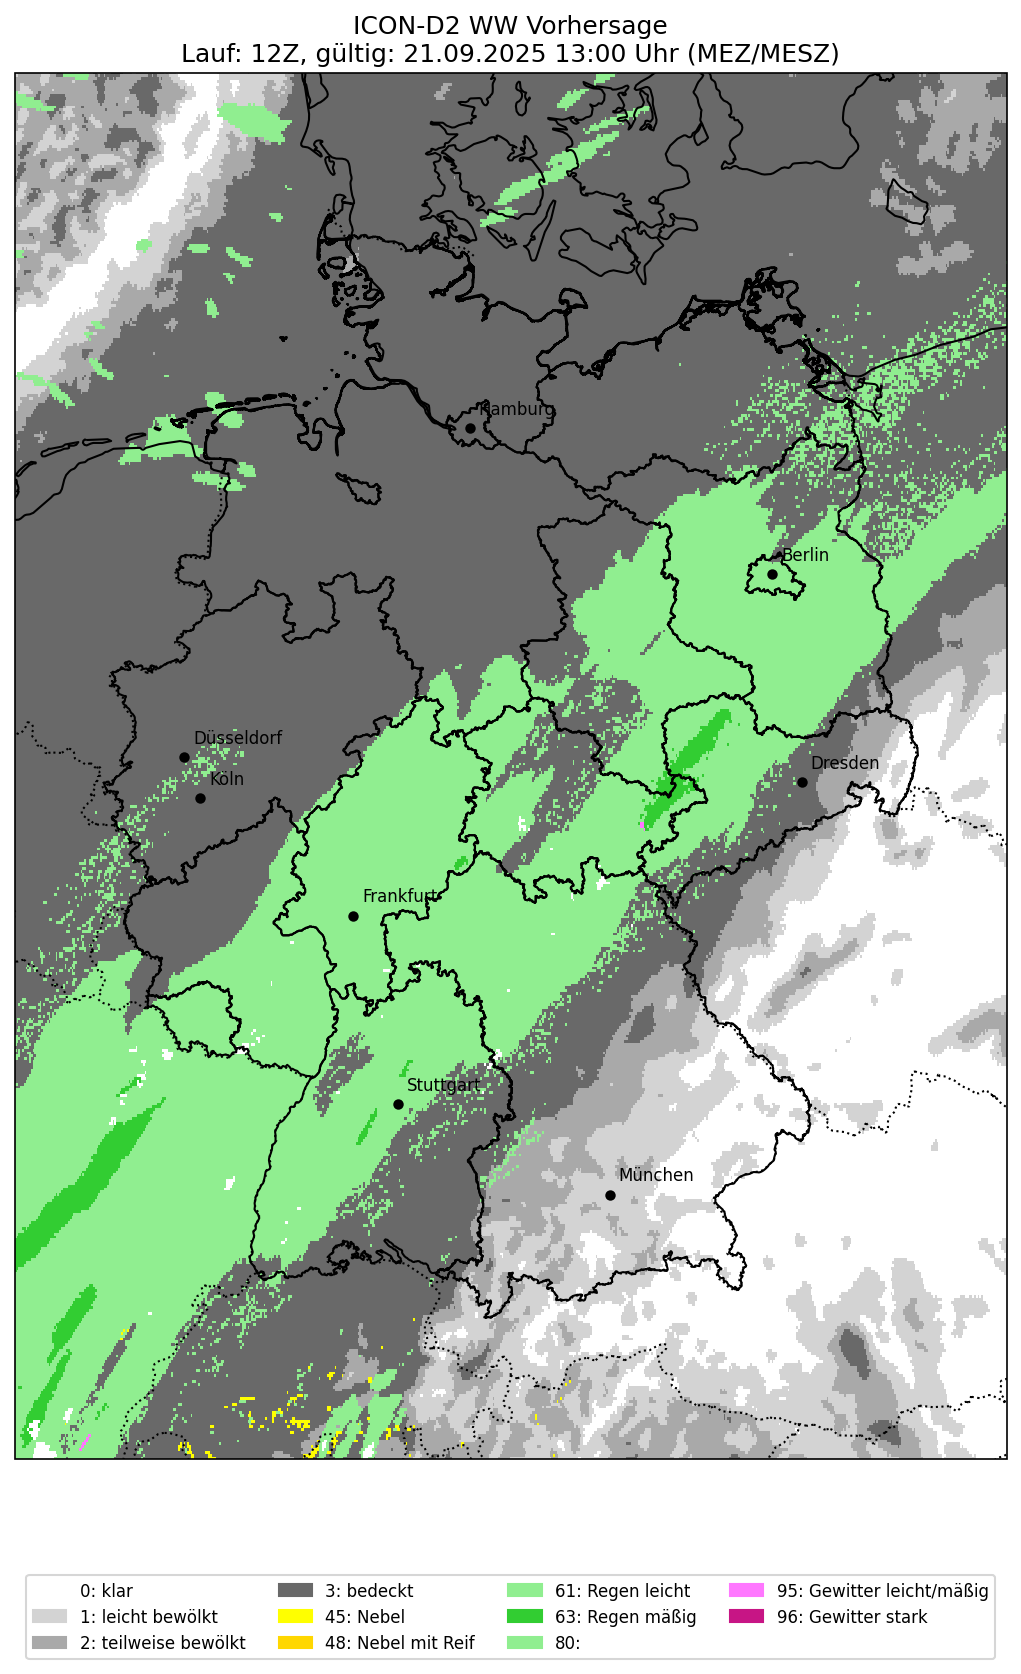 ICON-D2 WW Vorhersage
Lauf: 12Z, gültig: 21.09.2025 13:00 Uhr (MEZ/MESZ)
Hamburg
Berlin
Düsseldorf
Dresden
Köln
Frankfurt
Stuttgart
München
0: klar
1: leicht bewölkt
2: teilweise bewölkt
3: bedeckt
45: Nebel
48: Nebel mit Reif
61: Regen leicht
63: Regen mäßig
80:
95: Gewitter leicht/mäßig
96: Gewitter stark